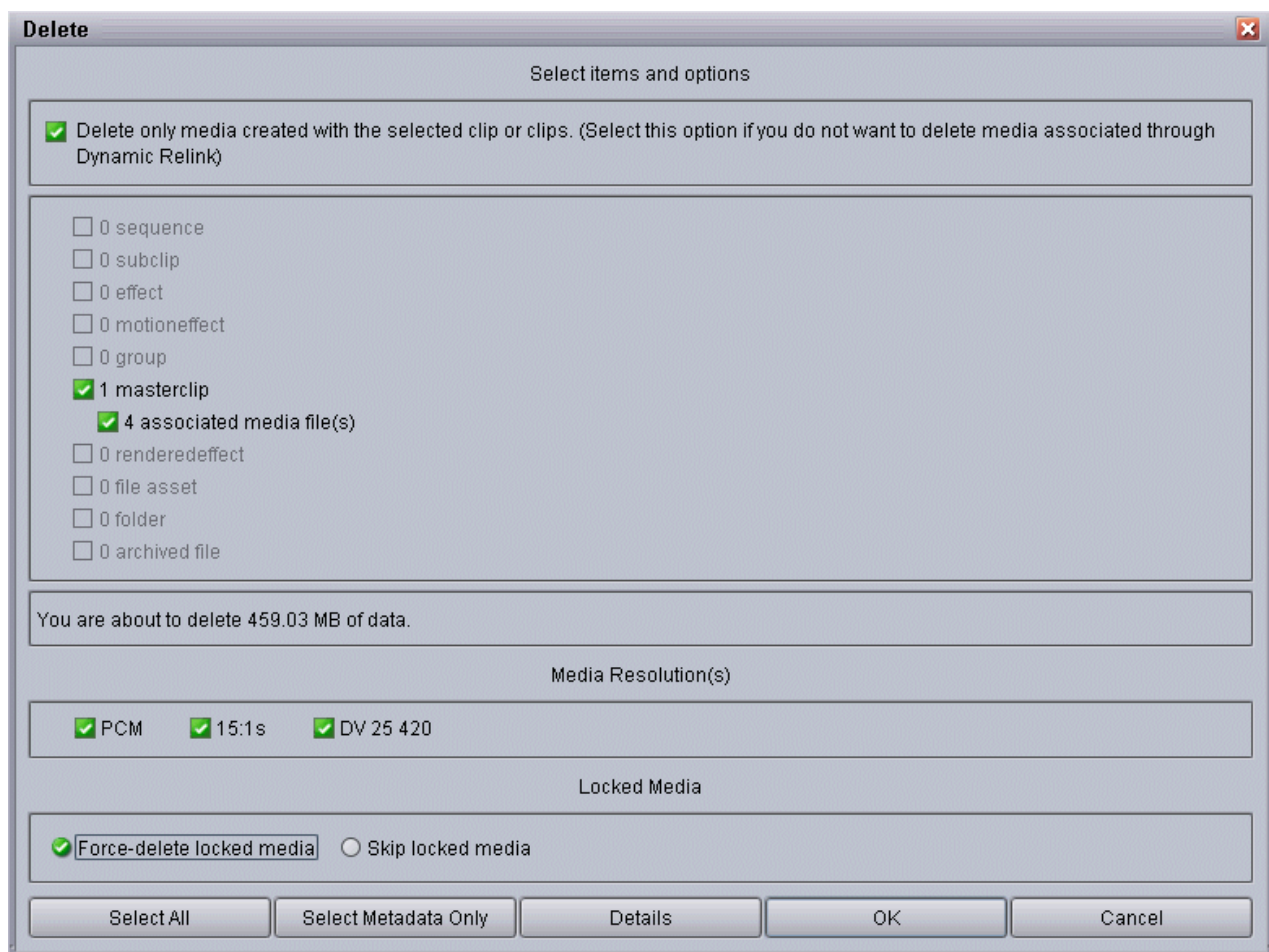 Delete
Select items and options
Delete only media created with the selected clip or clips. (Select this option if you do not want to delete media associated through
Dynamic Relink)
0 sequence
0 subclip
0 effect
0 motioneffect
0 group
1 masterclip
4 associated media file(s)
0 renderedeffect
0 file asset
0 folder
0 archived file
You are about to delete 459.03 MB of data.
Media Resolution(s)
PCM 15:1s DV 25 420
Locked Media
Force-delete locked media Skip locked media
Select All Select Metadata Only Details OK Cancel